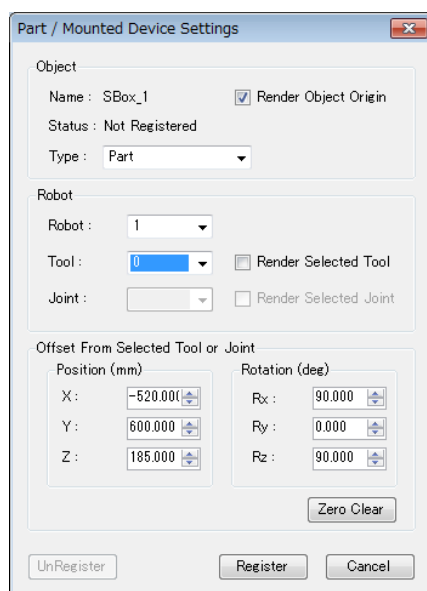 Part / Mounted Device Settings
Object
Name : SBox_1
Render Object Origin
Status : Not Registered
Type : Part
Robot
Robot : 1
Tool : 0
Render Selected Tool
Joint :
Render Selected Joint
Offset From Selected Tool or Joint
Position (mm)
Rotation (deg)
X : -520.00(
Rx : 90.000
Y : 600.000
Ry : 0.000
Z : 185.000
Rz : 90.000
Zero Clear
UnRegister
Register
Cancel